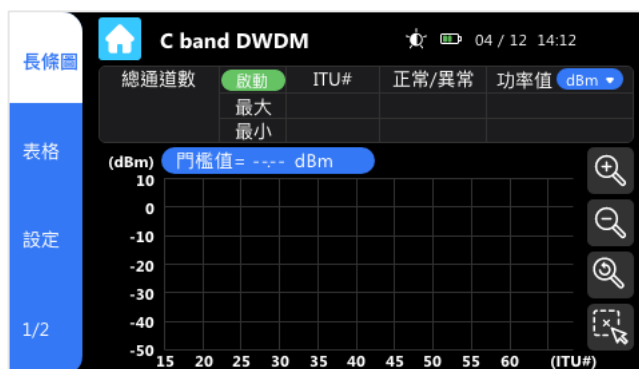 C band DWDM 04 / 12 14:12
長條圖
表格
設定
1/2
總通道數 啟動 ITU# 正常/異常 功率值 dBm
最大
最小
(dBm) 門檻值= --.-- dBm
10
0
-10
-20
-30
-40
-50
15 20 25 30 35 40 45 50 55 60 (ITU#)